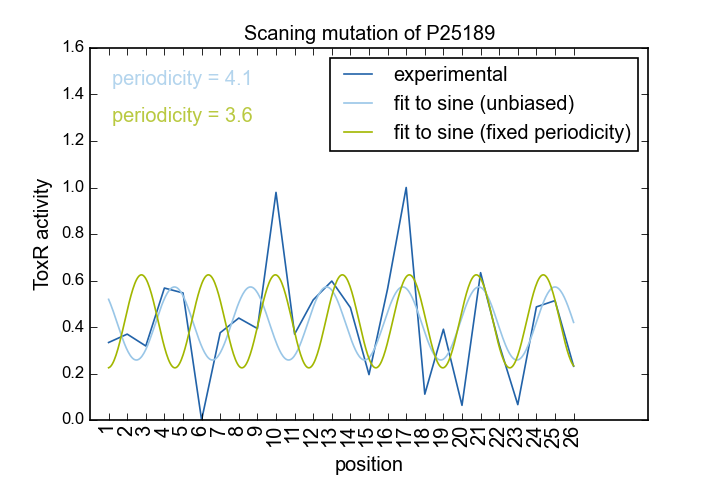 Scaning mutation of P25189
1.6
1.4
1.2
1.0
0.8
0.6
0.4
0.2
0.0
ToxR activity
periodicity = 4.1
periodicity = 3.6
experimental
fit to sine (unbiased)
fit to sine (fixed periodicity)
1 2 3 4 5 6 7 8 9 10 11 12 13 14 15 16 17 18 19 20 21 22 23 24 25 26
position